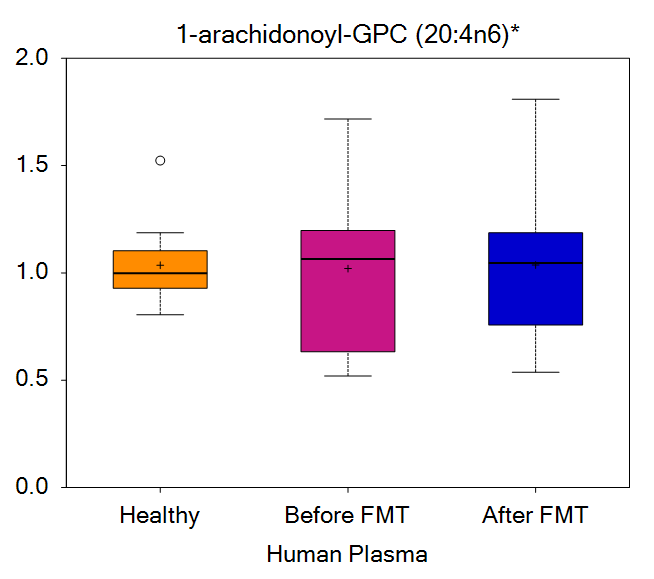 1-arachidonoyl-GPC (20:4n6)*
2.0
1.5
1.0
0.5
0.0
Healthy Before FMT After FMT
Human Plasma